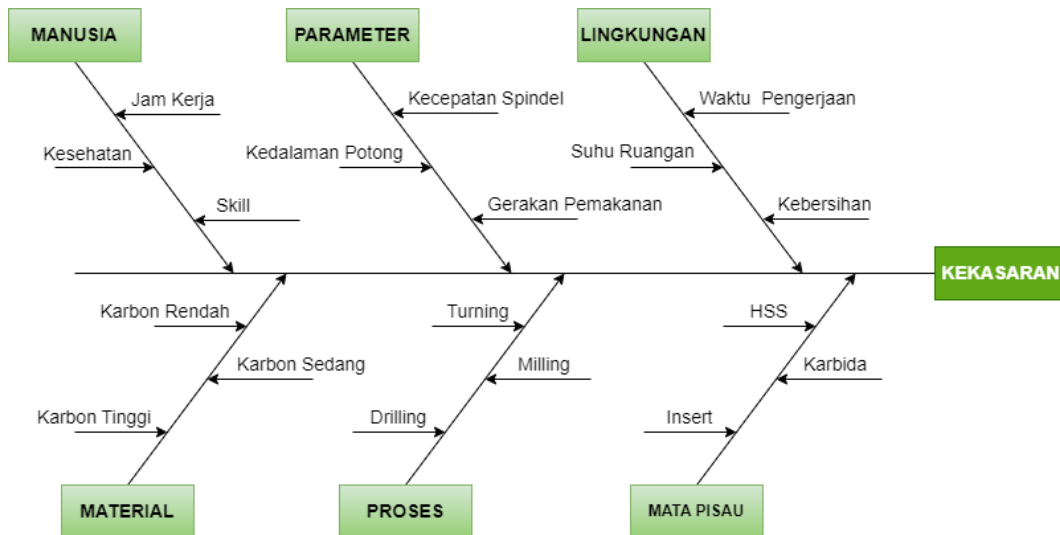 MANUSIA
PARAMETER
LINGKUNGAN
Jam Kerja
Kecepatan Spindel
Waktu Pengerjaan
Kesehatan
Kedalaman Potong
Suhu Ruangan
Skill
Gerakan Pemakanan
Kebersihan
KEKASARAN
Karbon Rendah
Turning
HSS
Karbon Sedang
Milling
Karbida
Karbon Tinggi
Drilling
Insert
MATERIAL
PROSES
MATA PISAU